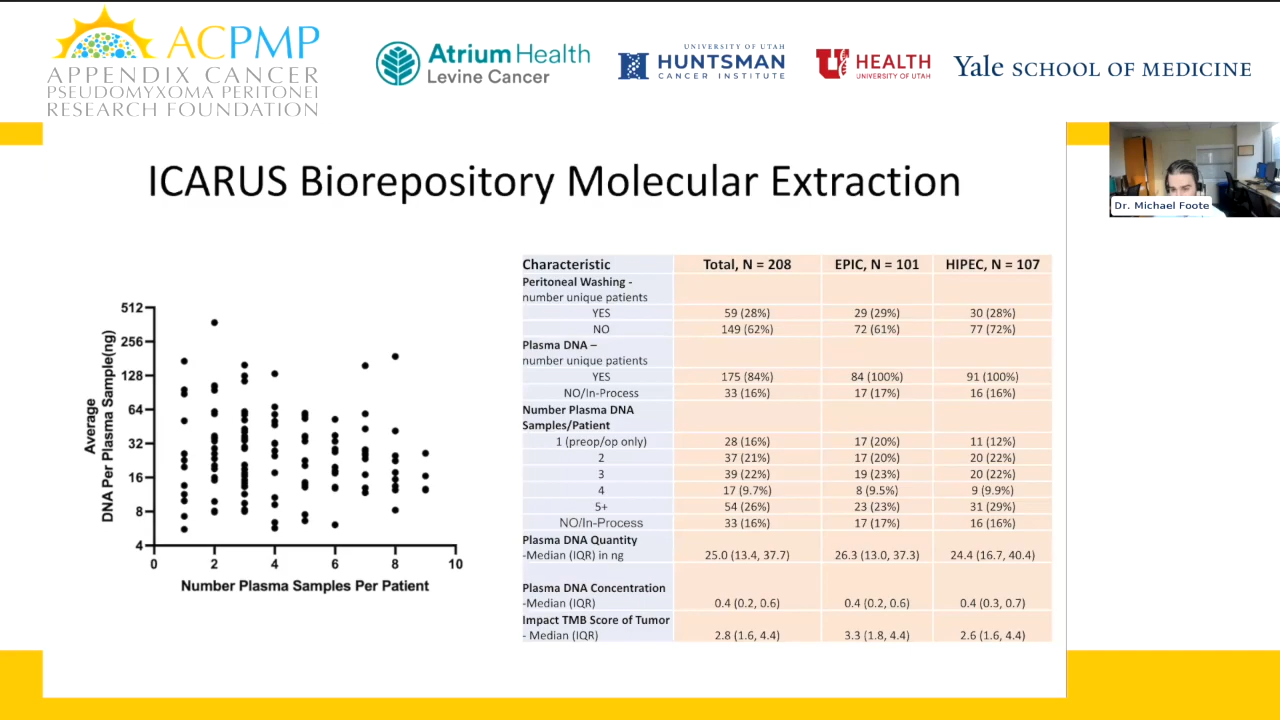 ACPMP
APPENDIX CANCER
PSEUDOMYXOMA PERITONEI
RESEARCH FOUNDATION
Atrium Health
Levine Cancer
UNIVERSITY OF UTAH
HUNTSMAN
CANCER INSTITUTE
U HEALTH
UNIVERSITY OF UTAH
Yale SCHOOL OF MEDICINE
Dr. Michael Foote
ICARUS Biorepository Molecular Extraction
Average
DNA Per Plasma Sample(ng)
512
256
128
64
32
16
8
4
0 2 4 6 8 10
Number Plasma Samples Per Patient
Characteristic Total, N = 208 EPIC, N = 101 HIPEC, N = 107
Peritoneal Washing -
number unique patients
YES 59 (28%) 29 (29%) 30 (28%)
NO 149 (62%) 72 (61%) 77 (72%)
Plasma DNA –
number unique patients
YES 175 (84%) 84 (100%) 91 (100%)
NO/In-Process 33 (16%) 17 (17%) 16 (16%)
Number Plasma DNA
Samples/Patient
1 (preop/op only) 28 (16%) 17 (20%) 11 (12%)
2 37 (21%) 17 (20%) 20 (22%)
3 39 (22%) 19 (23%) 20 (22%)
4 17 (9.7%) 8 (9.5%) 9 (9.9%)
5+ 54 (26%) 23 (23%) 31 (29%)
NO/In-Process 33 (16%) 17 (17%) 16 (16%)
Plasma DNA Quantity
-Median (IQR) in ng 25.0 (13.4, 37.7) 26.3 (13.0, 37.3) 24.4 (16.7, 40.4)
Plasma DNA Concentration
-Median (IQR) 0.4 (0.2, 0.6) 0.4 (0.2, 0.6) 0.4 (0.3, 0.7)
Impact TMB Score of Tumor
- Median (IQR) 2.8 (1.6, 4.4) 3.3 (1.8, 4.4) 2.6 (1.6, 4.4)